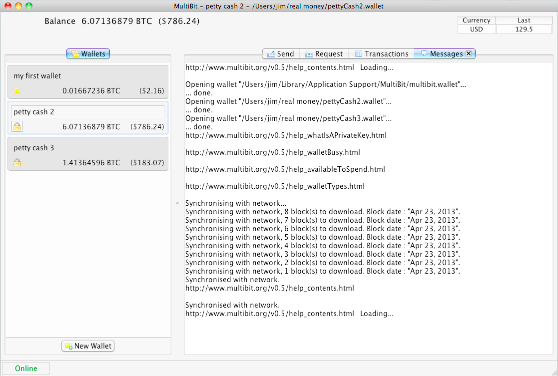 MultiBit - petty cash 2 - /Users/jim/real money/pettyCash2.wallet
Balance 6.07136879 BTC ($786.24)
Currency Last
USD 129.5
Wallets
Send Request Transactions Messages
my first wallet
0.01667236 BTC ($2.16)
petty cash 2
6.07136879 BTC ($786.24)
petty cash 3
1.41364596 BTC ($183.07)
New Wallet
http://www.multibit.org/v0.5/help_contents.html Loading...
Opening wallet "/Users/jim/Library/Application Support/MultiBit/multibit.wallet"...
... done.
Opening wallet "/Users/jim/real money/pettyCash2.wallet"...
... done.
Opening wallet "/Users/jim/real money/pettyCash3.wallet"...
... done.
http://www.multibit.org/v0.5/help_whatIsAPrivateKey.html
http://www.multibit.org/v0.5/help_walletBusy.html
http://www.multibit.org/v0.5/help_availableToSpend.html
http://www.multibit.org/v0.5/help_walletTypes.html
Synchronising with network...
Synchronising with network, 8 block(s) to download. Block date : "Apr 23, 2013".
Synchronising with network, 7 block(s) to download. Block date : "Apr 23, 2013".
Synchronising with network, 6 block(s) to download. Block date : "Apr 23, 2013".
Synchronising with network, 5 block(s) to download. Block date : "Apr 23, 2013".
Synchronising with network, 4 block(s) to download. Block date : "Apr 23, 2013".
Synchronising with network, 3 block(s) to download. Block date : "Apr 23, 2013".
Synchronising with network, 2 block(s) to download. Block date : "Apr 23, 2013".
Synchronising with network, 1 block(s) to download. Block date : "Apr 23, 2013".
Synchronised with network.
http://www.multibit.org/v0.5/help_contents.html
Synchronised with network.
http://www.multibit.org/v0.5/help_contents.html Loading...
Online